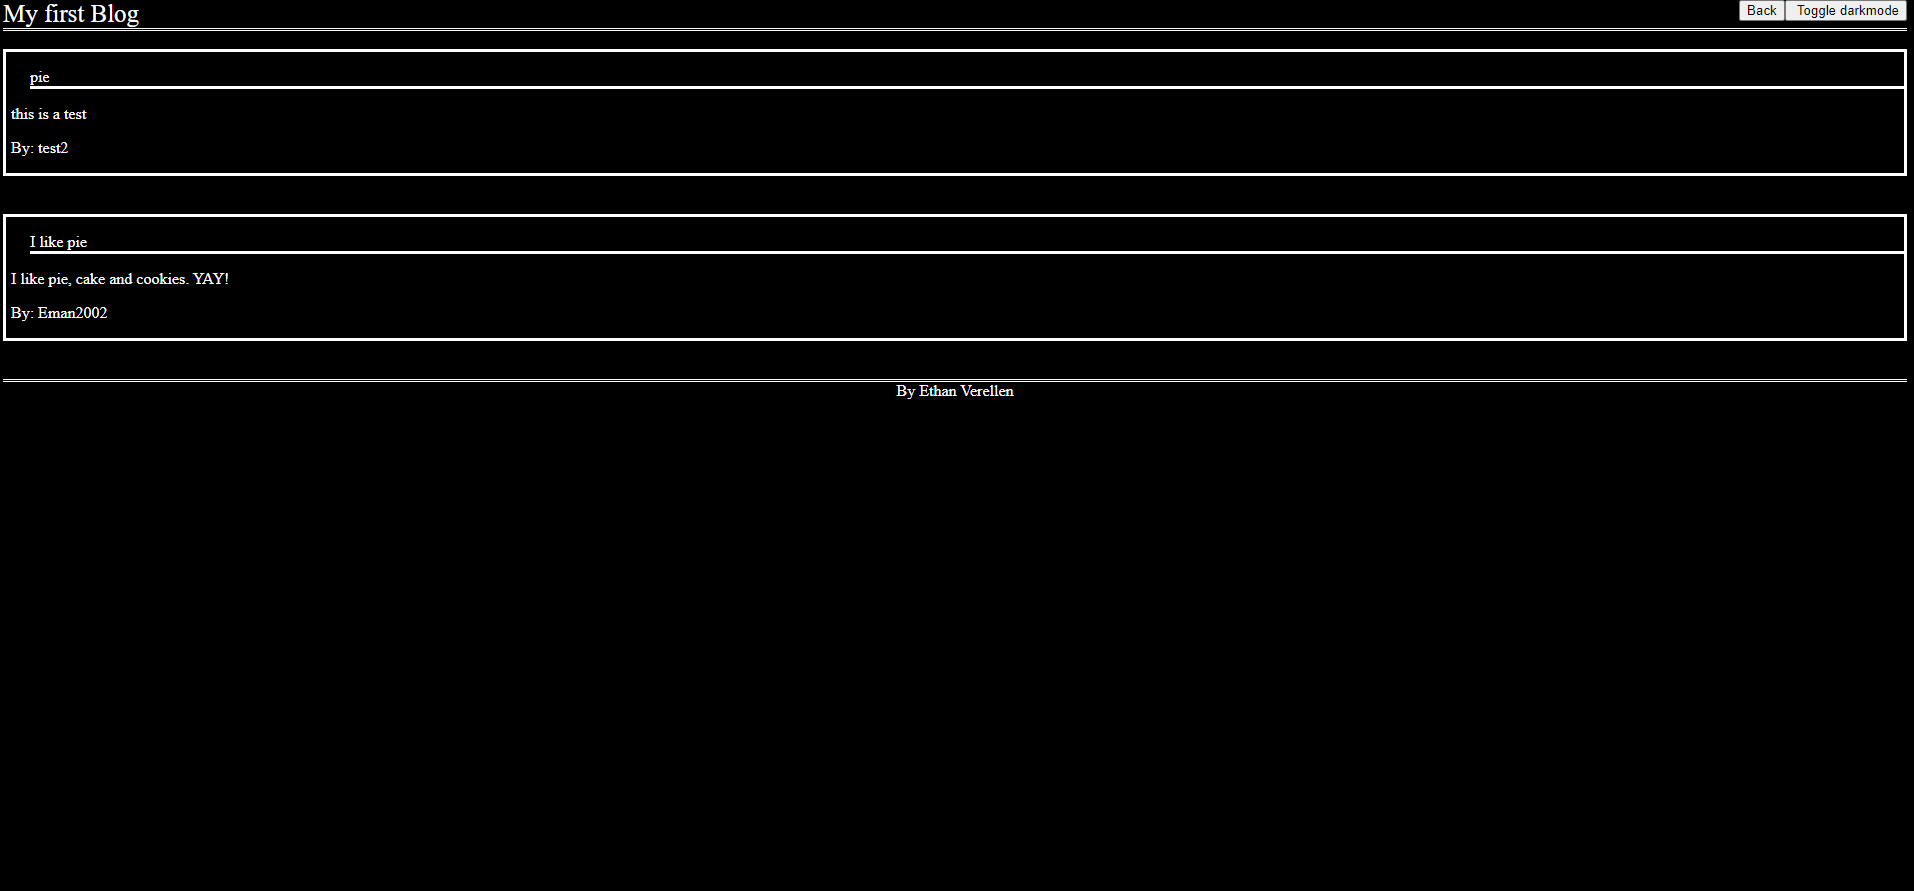 My first Blog
Back Toggle darkmode
pie
this is a test
By: test2
I like pie
I like pie, cake and cookies. YAY!
By: Eman2002
By Ethan Verellen